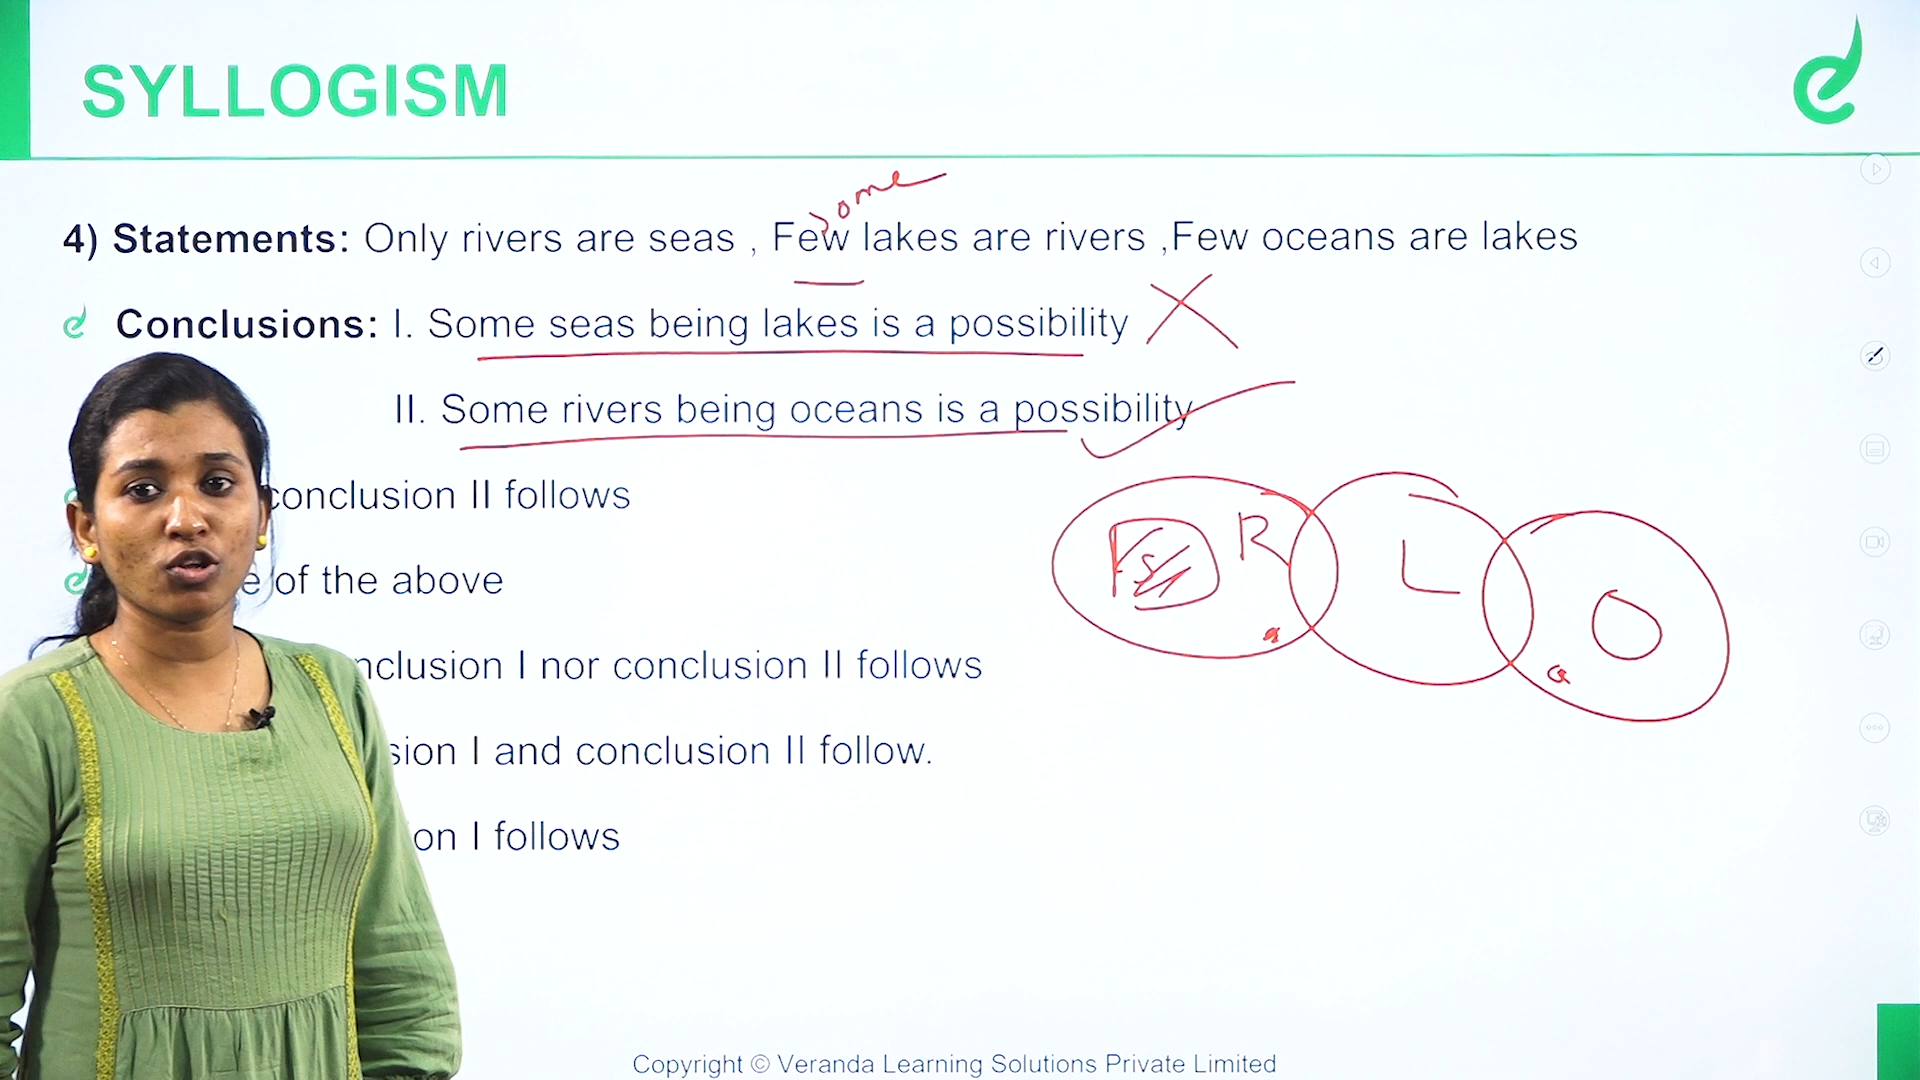 SYLLOGISM
some
4) Statements: Only rivers are seas , Few lakes are rivers ,Few oceans are lakes
Conclusions: I. Some seas being lakes is a possibility
II. Some rivers being oceans is a possibility
conclusion II follows
R L O
S
e of the above
nclusion I nor conclusion II follows
sion I and conclusion II follow.
on I follows
Copyright © Veranda Learning Solutions Private Limited